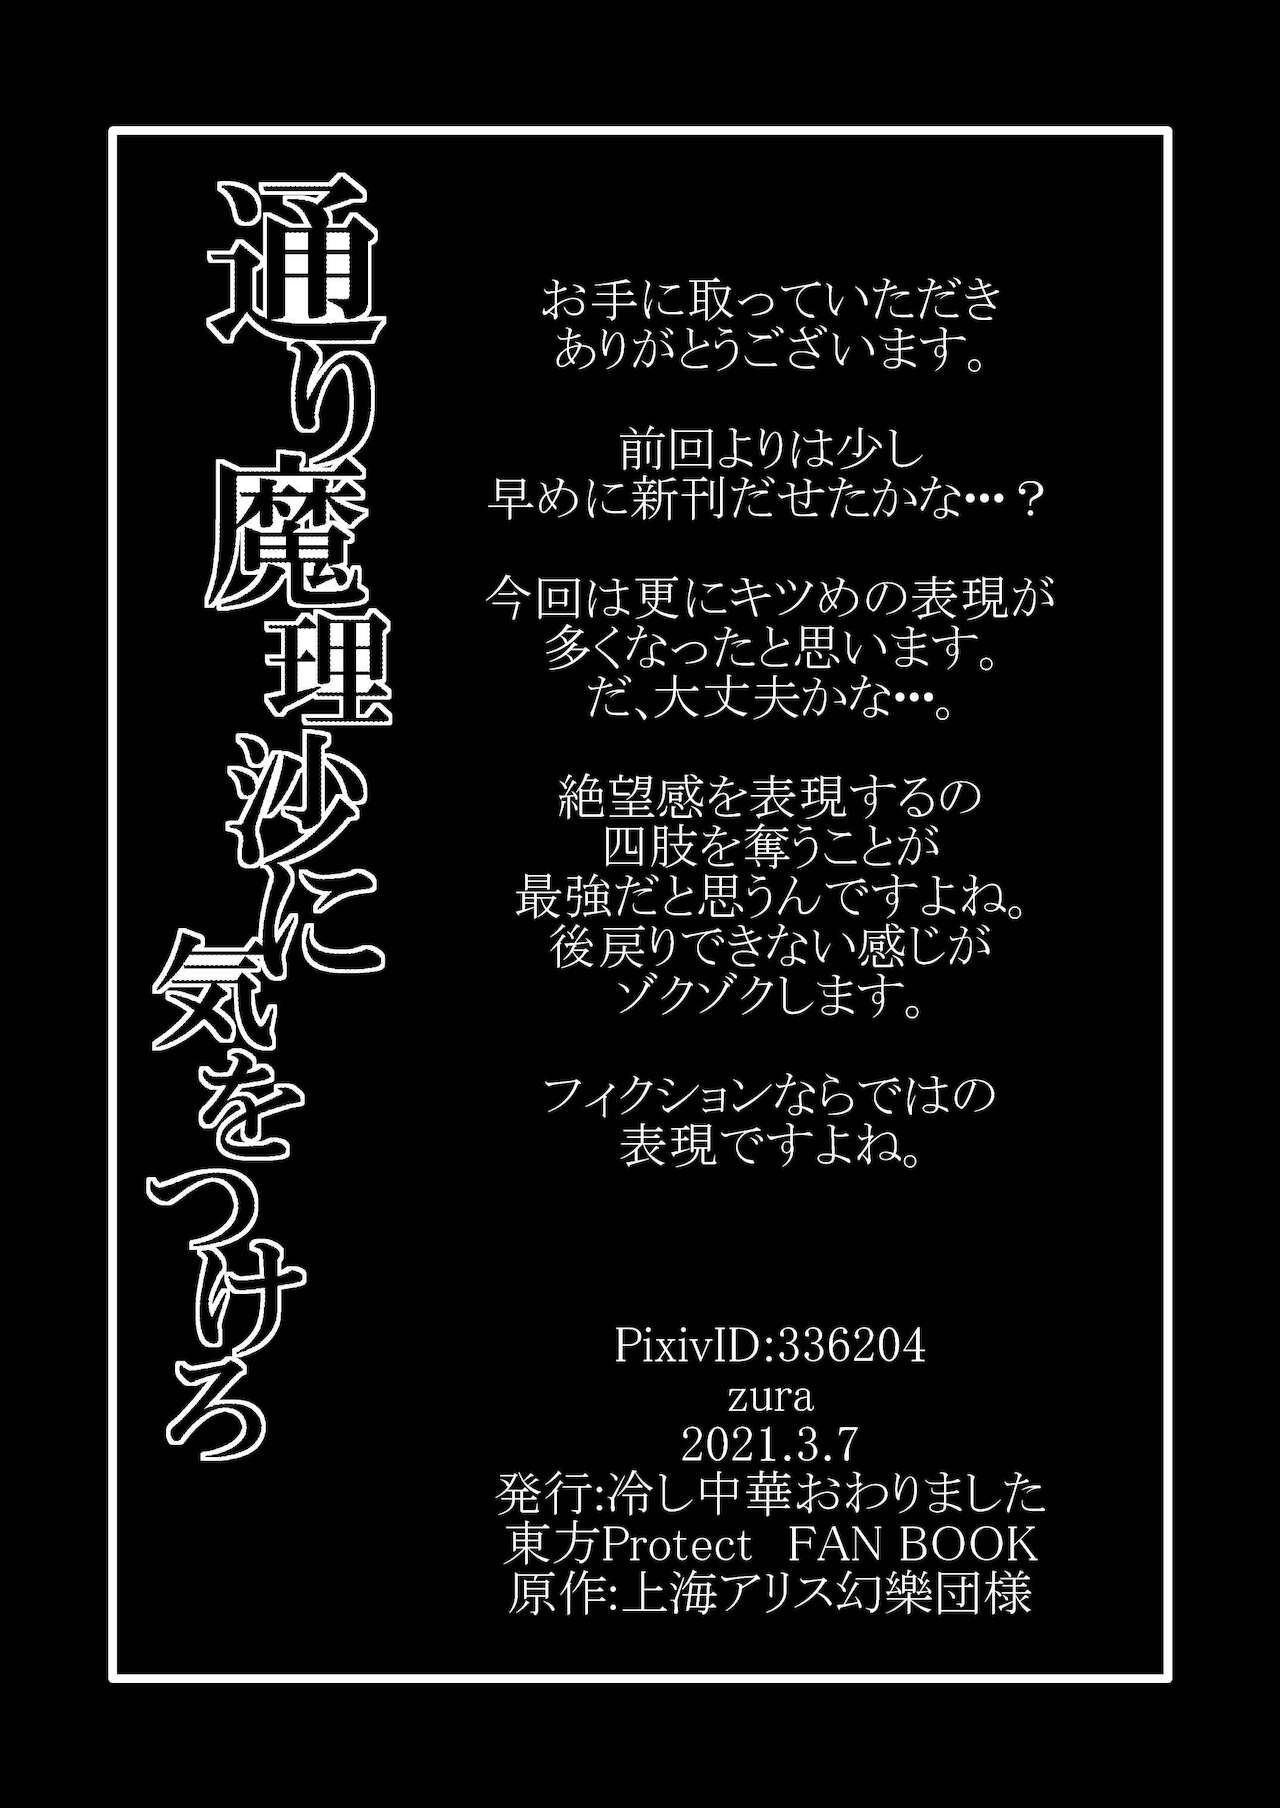 通り魔理沙に気をつけろ
お手に取っていただき
ありがとうございます。
前回よりは少し
早めに新刊だせたかな…？
今回は更にキツめの表現が
多くなったと思います。
だ、大丈夫かな…。
絶望感を表現するの
四肢を奪うことが
最強だと思うんですよね。
後戻りできない感じが
ゾクゾクします。
フィクションならではの
表現ですよね。
PixivID:336204
zura
2021.3.7
発行:冷し中華おわりました
東方Protect FAN BOOK
原作:上海アリス幻樂団様